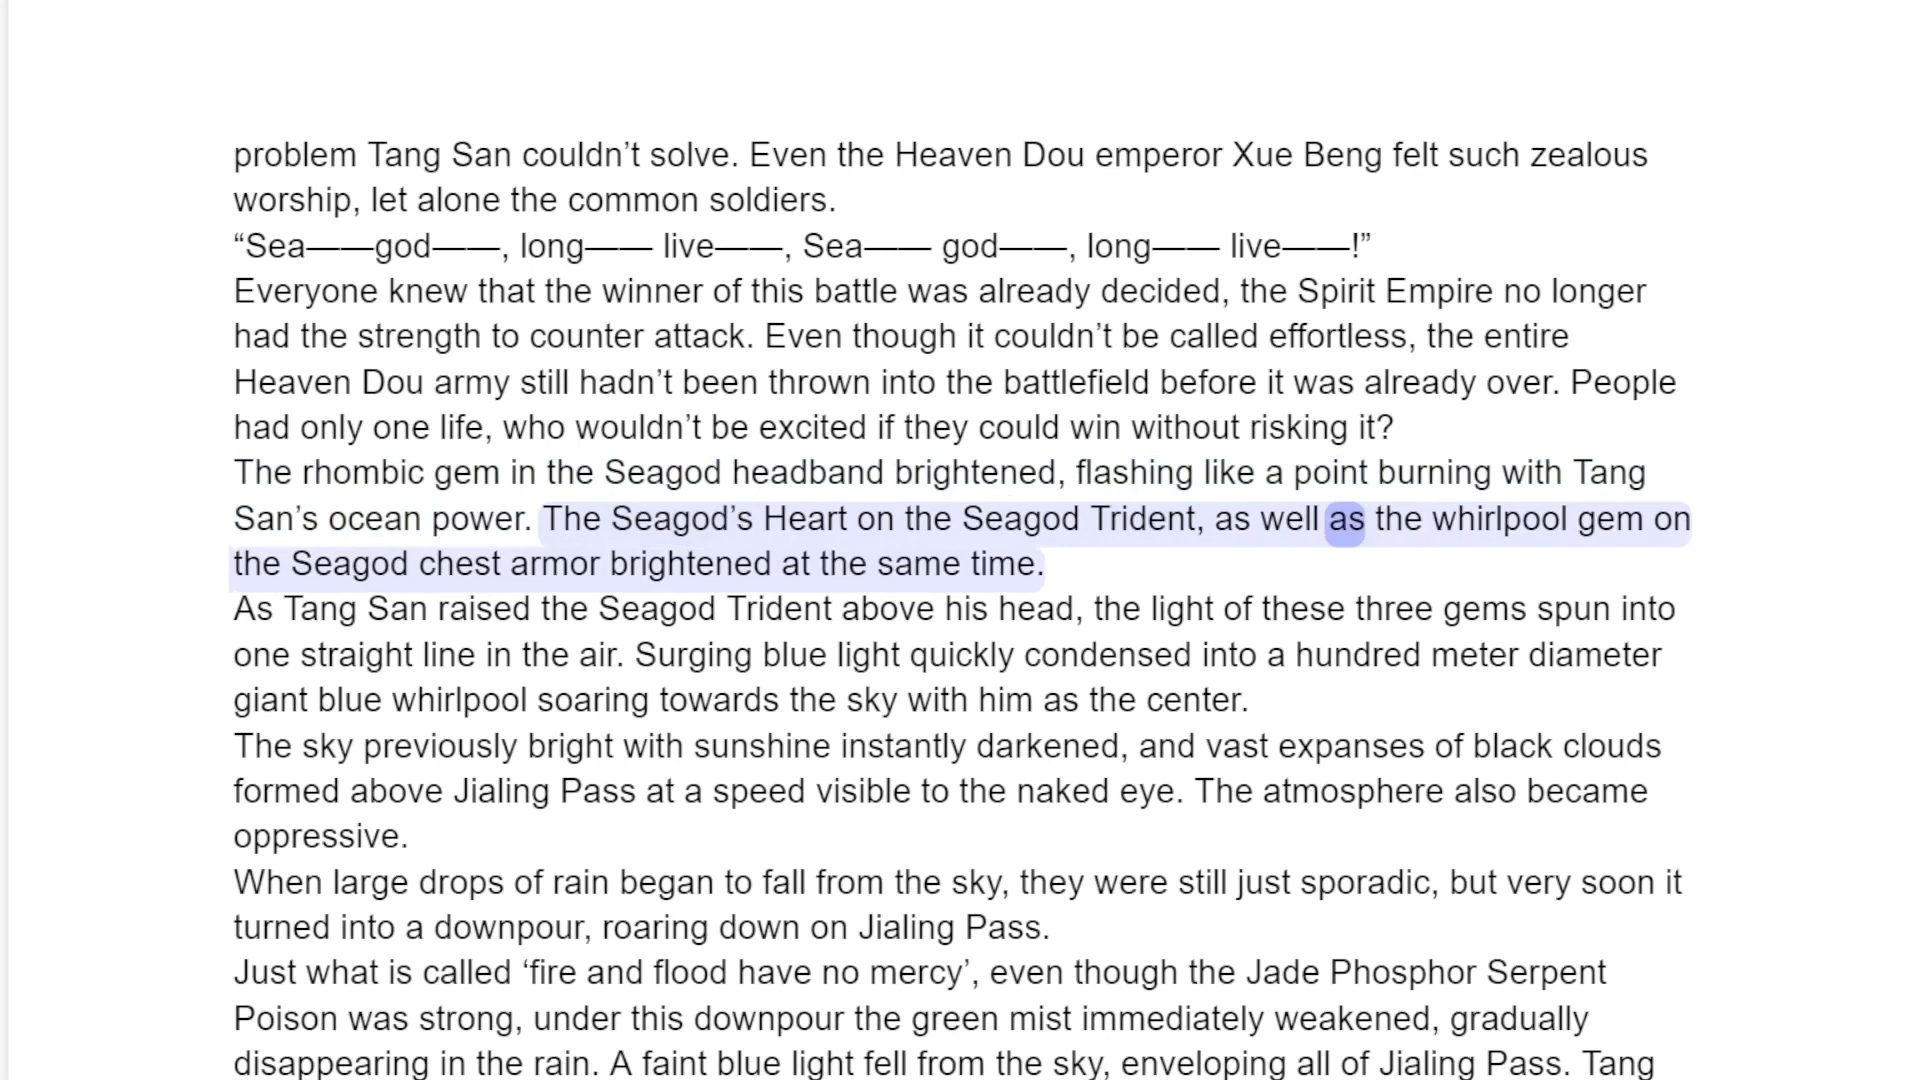 problem Tang San couldn’t solve. Even the Heaven Dou emperor Xue Beng felt such zealous
worship, let alone the common soldiers.
“Sea——god——, long—— live——, Sea—— god——, long—— live——!”
Everyone knew that the winner of this battle was already decided, the Spirit Empire no longer
had the strength to counter attack. Even though it couldn’t be called effortless, the entire
Heaven Dou army still hadn’t been thrown into the battlefield before it was already over. People
had only one life, who wouldn’t be excited if they could win without risking it?
The rhombic gem in the Seagod headband brightened, flashing like a point burning with Tang
San’s ocean power. The Seagod’s Heart on the Seagod Trident, as well as the whirlpool gem on
the Seagod chest armor brightened at the same time.
As Tang San raised the Seagod Trident above his head, the light of these three gems spun into
one straight line in the air. Surging blue light quickly condensed into a hundred meter diameter
giant blue whirlpool soaring towards the sky with him as the center.
The sky previously bright with sunshine instantly darkened, and vast expanses of black clouds
formed above Jialing Pass at a speed visible to the naked eye. The atmosphere also became
oppressive.
When large drops of rain began to fall from the sky, they were still just sporadic, but very soon it
turned into a downpour, roaring down on Jialing Pass.
Just what is called ‘fire and flood have no mercy’, even though the Jade Phosphor Serpent
Poison was strong, under this downpour the green mist immediately weakened, gradually
disappearing in the rain. A faint blue light fell from the sky, enveloping all of Jialing Pass. Tang